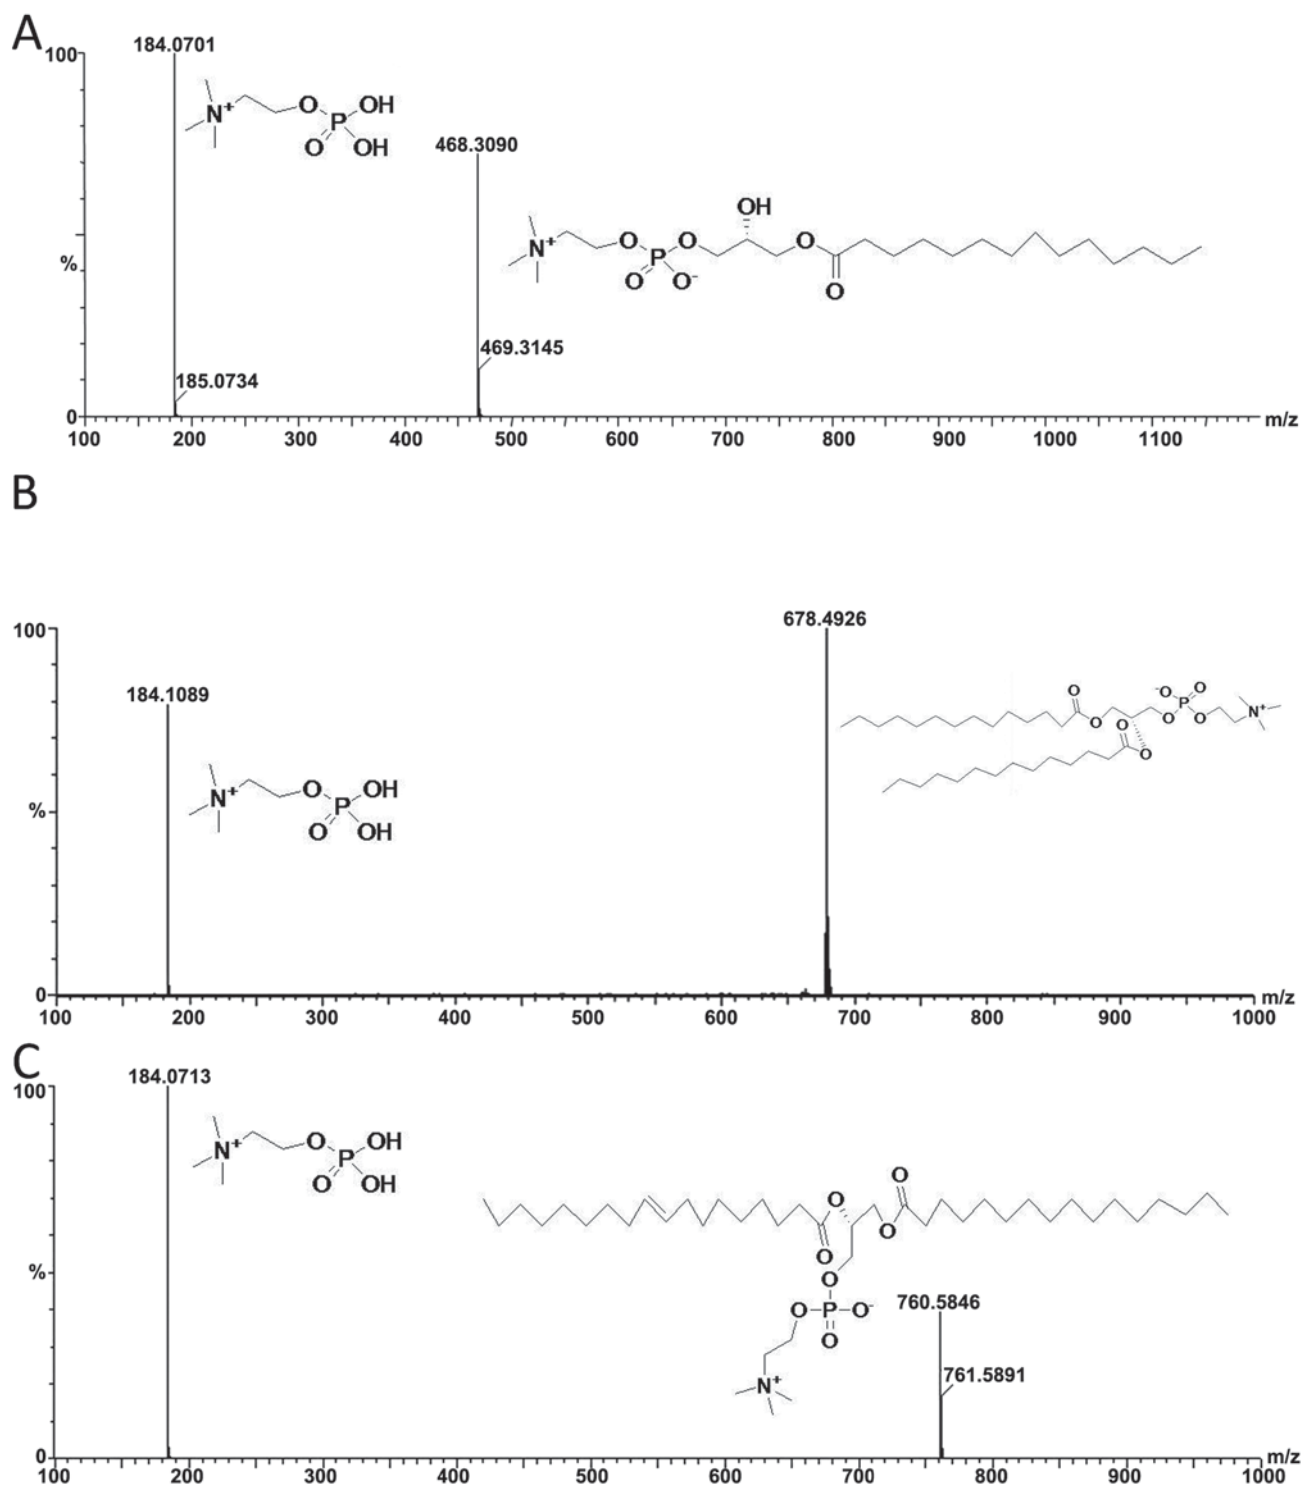 A
100
184.0701
N+
O
P
OH
O
OH
468.3090
OH
N+
O
P
O
O
O-
O
O
469.3145
185.0734
%
0
100 200 300 400 500 600 700 800 900 1000 1100
m/z
B
100
678.4926
184.1089
-O
O
P
N+
O
O
O
O
O
O
N+
O
P
OH
O
OH
%
0
100 200 300 400 500 600 700 800 900 1000
m/z
C
100
184.0713
N+
O
P
OH
O
OH
O
O
O
O
O
O
P
O-
O
N+
760.5846
761.5891
%
0
100 200 300 400 500 600 700 800 900 1000
m/z